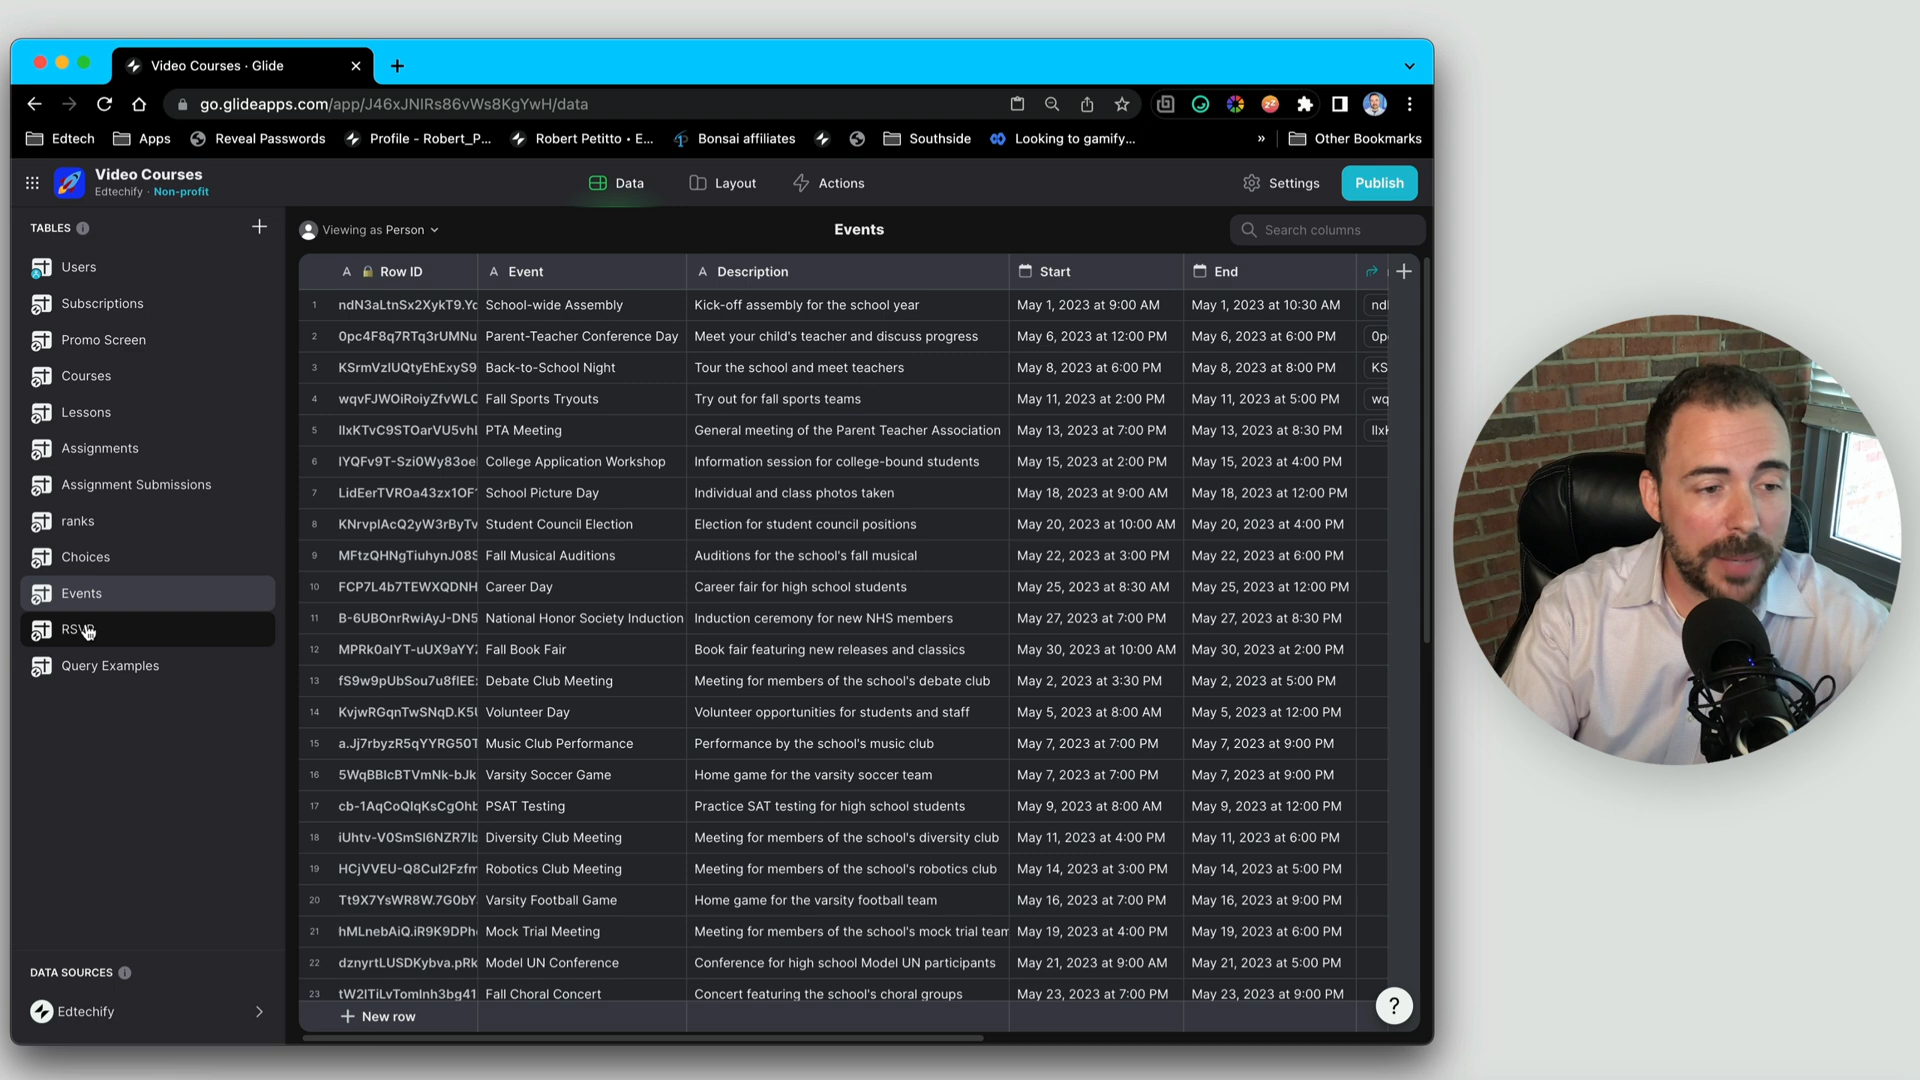 Video Courses · Glide
go.glideapps.com/app/J46xJNIRs86vWs8KgYwH/data
Edtech
Apps
Reveal Passwords
Profile - Robert_P...
Robert Petitto • E...
Bonsai affiliates
Southside
Looking to gamify...
»
Other Bookmarks
Video Courses
Edtechify · Non-profit
Data
Layout
Actions
Settings
Publish
TABLES
Viewing as Person
Events
Search columns
Users
Subscriptions
Promo Screen
Courses
Lessons
Assignments
Assignment Submissions
ranks
Choices
Events
Query Examples
DATA SOURCES
Edtechify
A Row ID A Event A Description Start End
1 School-wide Assembly Kick-off assembly for the school year May 1, 2023 at 9:00 AM May 1, 2023 at 10:30 AM
2 0pc4F8q7RTq3rUMNu Parent-Teacher Conference Day Meet your child's teacher and discuss progress May 6, 2023 at 12:00 PM May 6, 2023 at 6:00 PM
3 Back-to-School Night Tour the school and meet teachers May 8, 2023 at 6:00 PM May 8, 2023 at 8:00 PM KS
4 Fall Sports Tryouts Try out for fall sports teams May 11, 2023 at 2:00 PM May 11, 2023 at 5:00 PM wq
5 PTA Meeting General meeting of the Parent Teacher Association May 13, 2023 at 7:00 PM May 13, 2023 at 8:30 PM
6 College Application Workshop Information session for college-bound students May 15, 2023 at 2:00 PM May 15, 2023 at 4:00 PM
7 School Picture Day Individual and class photos taken May 18, 2023 at 9:00 AM May 18, 2023 at 12:00 PM
8 Student Council Election Election for student council positions May 20, 2023 at 10:00 AM May 20, 2023 at 4:00 PM
9 Fall Musical Auditions Auditions for the school's fall musical May 22, 2023 at 3:00 PM May 22, 2023 at 6:00 PM
10 FCP7L4b7TEWXQDNH Career Day Career fair for high school students May 25, 2023 at 8:30 AM May 25, 2023 at 12:00 PM
11 National Honor Society Induction Induction ceremony for new NHS members May 27, 2023 at 7:00 PM May 27, 2023 at 8:30 PM
12 Fall Book Fair Book fair featuring new releases and classics May 30, 2023 at 10:00 AM May 30, 2023 at 2:00 PM
13 Debate Club Meeting Meeting for members of the school's debate club May 2, 2023 at 3:30 PM May 2, 2023 at 5:00 PM
14 Volunteer Day Volunteer opportunities for students and staff May 5, 2023 at 8:00 AM May 5, 2023 at 12:00 PM
15 Music Club Performance Performance by the school's music club May 7, 2023 at 7:00 PM May 7, 2023 at 9:00 PM
16 Varsity Soccer Game Home game for the varsity soccer team May 7, 2023 at 7:00 PM May 7, 2023 at 9:00 PM
17 PSAT Testing Practice SAT testing for high school students May 9, 2023 at 8:00 AM May 9, 2023 at 12:00 PM
18 Diversity Club Meeting Meeting for members of the school's diversity club May 11, 2023 at 4:00 PM May 11, 2023 at 6:00 PM
19 Robotics Club Meeting Meeting for members of the school's robotics club May 14, 2023 at 3:00 PM May 14, 2023 at 5:00 PM
20 Varsity Football Game Home game for the varsity football team May 16, 2023 at 7:00 PM May 16, 2023 at 9:00 PM
21 Mock Trial Meeting Meeting for members of the school's mock trial team May 19, 2023 at 4:00 PM May 19, 2023 at 6:00 PM
22 dznyrtLUSDKybva.pRk Model UN Conference Conference for high school Model UN participants May 21, 2023 at 9:00 AM May 21, 2023 at 5:00 PM
23 Fall Choral Concert Concert featuring the school's choral groups May 23, 2023 at 7:00 PM May 23, 2023 at 9:00 PM
New row
?